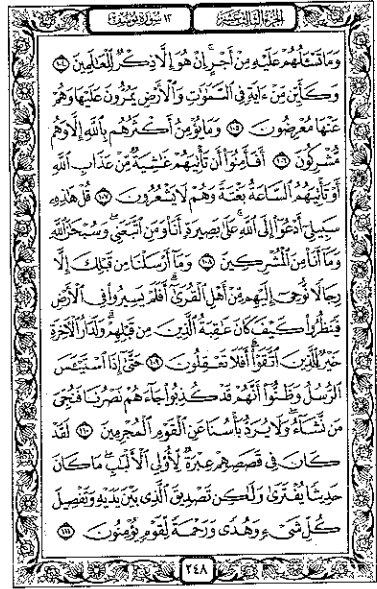 الجزء الثالث عشر ١٢ سورة يوسف
وَمَا تَسْـَٔلُهُمْ عَلَيْهِ مِنْ أَجْرٍ إِنْ هُوَ إِلَّا ذِكْرٌ لِّلْعَٰلَمِينَ ١٠٤
وَكَأَيِّن مِّنْ ءَايَةٍ فِى ٱلسَّمَٰوَٰتِ وَٱلْأَرْضِ يَمُرُّونَ عَلَيْهَا وَهُمْ
عَنْهَا مُعْرِضُونَ ١٠٥ وَمَا يُؤْمِنُ أَكْثَرُهُم بِٱللَّهِ إِلَّا وَهُم
مُّشْرِكُونَ ١٠٦ أَفَأَمِنُوٓا۟ أَن تَأْتِيَهُمْ غَٰشِيَةٌ مِّنْ عَذَابِ ٱللَّهِ
أَوْ تَأْتِيَهُمُ ٱلسَّاعَةُ بَغْتَةً وَهُمْ لَا يَشْعُرُونَ ١٠٧ قُلْ هَٰذِهِۦ
سَبِيلِىٓ أَدْعُوٓا۟ إِلَى ٱللَّهِ عَلَىٰ بَصِيرَةٍ أَنَا۠ وَمَنِ ٱتَّبَعَنِى وَسُبْحَٰنَ ٱللَّهِ
وَمَآ أَنَا۠ مِنَ ٱلْمُشْرِكِينَ ١٠٨ وَمَآ أَرْسَلْنَا مِن قَبْلِكَ إِلَّا
رِجَالًا نُّوحِىٓ إِلَيْهِم مِّنْ أَهْلِ ٱلْقُرَىٰٓ أَفَلَمْ يَسِيرُوا۟ فِى ٱلْأَرْضِ
فَيَنظُرُوا۟ كَيْفَ كَانَ عَٰقِبَةُ ٱلَّذِينَ مِن قَبْلِهِمْ وَلَدَارُ ٱلْءَاخِرَةِ
خَيْرٌ لِّلَّذِينَ ٱتَّقَوْا۟ أَفَلَا تَعْقِلُونَ ١٠٩ حَتَّىٰٓ إِذَا ٱسْتَيْـَٔسَ
ٱلرُّسُلُ وَظَنُّوٓا۟ أَنَّهُمْ قَدْ كُذِبُوا۟ جَآءَهُمْ نَصْرُنَا فَنُجِّىَ
مَن نَّشَآءُ وَلَا يُرَدُّ بَأْسُنَا عَنِ ٱلْقَوْمِ ٱلْمُجْرِمِينَ ١١٠ لَقَدْ
كَانَ فِى قَصَصِهِمْ عِبْرَةٌ لِّأُو۟لِى ٱلْأَلْبَٰبِ مَا كَانَ
حَدِيثًا يُفْتَرَىٰ وَلَٰكِن تَصْدِيقَ ٱلَّذِى بَيْنَ يَدَيْهِ وَتَفْصِيلَ
كُلِّ شَىْءٍ وَهُدًى وَرَحْمَةً لِّقَوْمٍ يُؤْمِنُونَ ١١١
٢٤٨